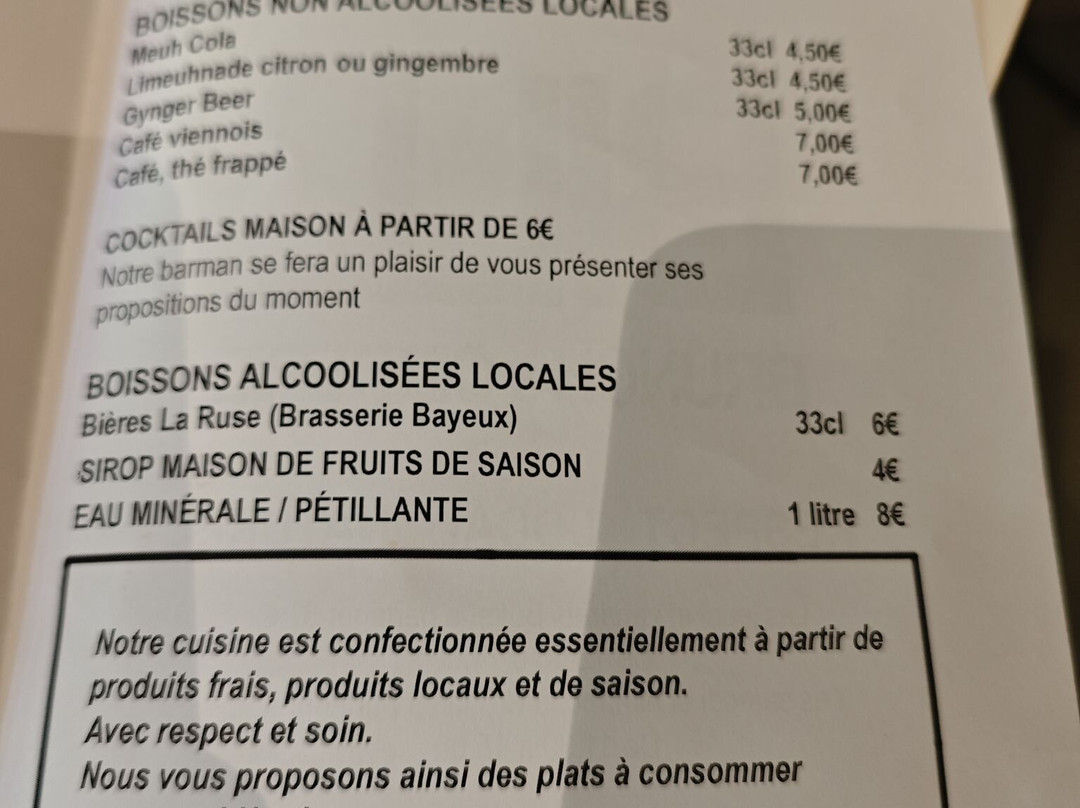 BOISSONS NON ALCOOLISÉES LOCALES
Meuh Cola 33cl 4,50€
Limeuhnade citron ou gingembre 33cl 4,50€
Gynger Beer 33cl 5,00€
Café viennois 7,00€
Café, thé frappé 7,00€
COCKTAILS MAISON À PARTIR DE 6€
Notre barman se fera un plaisir de vous présenter ses
propositions du moment
BOISSONS ALCOOLISÉES LOCALES
Bières La Ruse (Brasserie Bayeux) 33cl 6€
SIROP MAISON DE FRUITS DE SAISON 4€
EAU MINÉRALE / PÉTILLANTE 1 litre 8€
Notre cuisine est confectionnée essentiellement à partir de
produits frais, produits locaux et de saison.
Avec respect et soin.
Nous vous proposons ainsi des plats à consommer